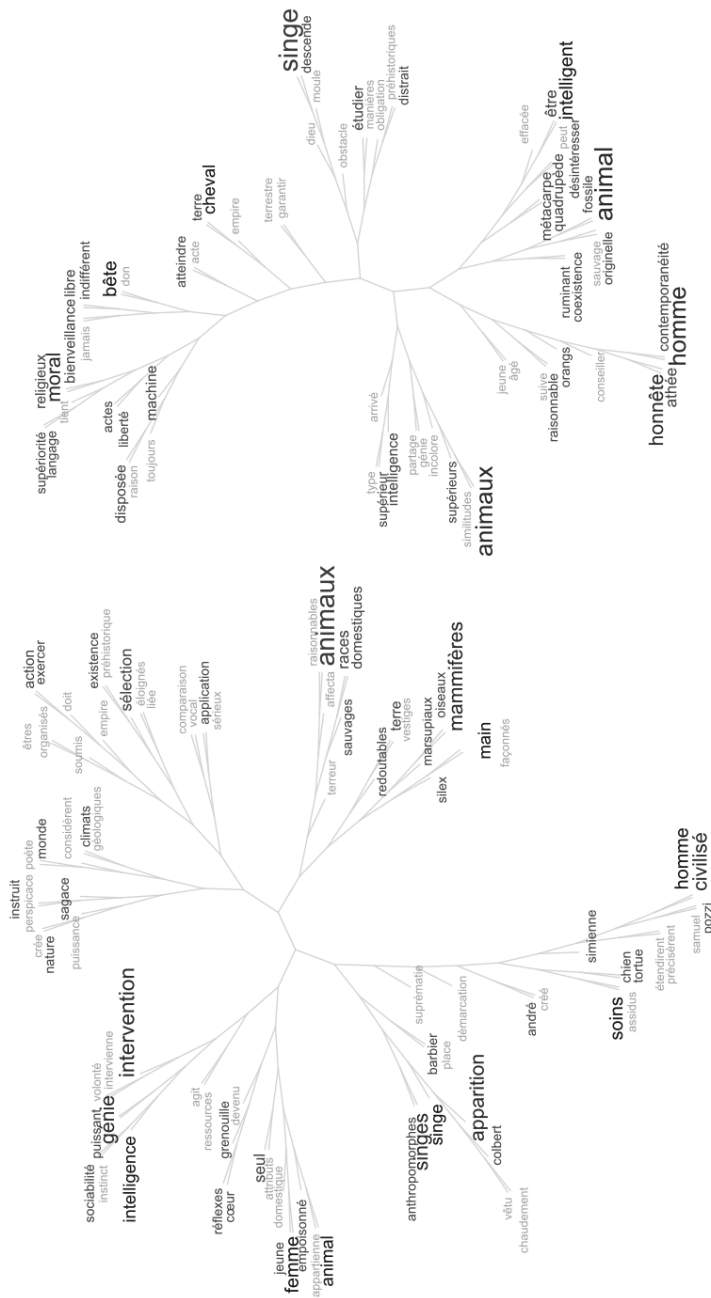 singe
descende
moule
dieu
obstacle
étudier
manières
obligation
préhistoriques
distrait
terre
cheval
empire
terrestre
garantir
atteindre
acte
bienveillance libre
indifférent
bête
don
jamais
religieux
moral
tient
supériorité
langage
actes
liberté
machine
disposée
raison
toujours
effacée
être
intelligent
peut
métacarpe
quadrupède
désintéresser
fossile
animal
sauvage
originelle
ruminant
coexistence
jeune
âgé
suive
raisonnable
orangs
conseiller
contemporanéité
homme
honnête
athée
arrivé
type
supérieur
intelligence
partage
génie
incolore
supérieurs
similitudes
animaux
action
exercer
êtres
organisés
doit
soumis
empire
existence
préhistorique
sélection
éloignés
liée
comparaison
vocal
application
sérieux
instruit
perspicace
poète
monde
considèrent
climats
géologiques
crée
nature
sagace
puissance
raisonnables
animaux
affecta
races
domestiques
sauvages
terreur
redoutables
terre
vestiges
marsupiaux
oiseaux
mammifères
silex
main
façonnés
intervention
volonté
intervienne
puissant
génie
sociabilité
instinct
intelligence
agit
ressources
grenouille
devenu
réflexes
cœur
seul
attributs
domestique
jeune
femme
empoisonné
appartienne
animal
suprématie
démarcation
barbier
place
anthropomorphes
singes
singe
apparition
colbert
vêtu
chaudement
andré
créé
simienne
homme
civilisé
samuel
pozzi
étendirent
précisèrent
chien
tortue
soins
assidus